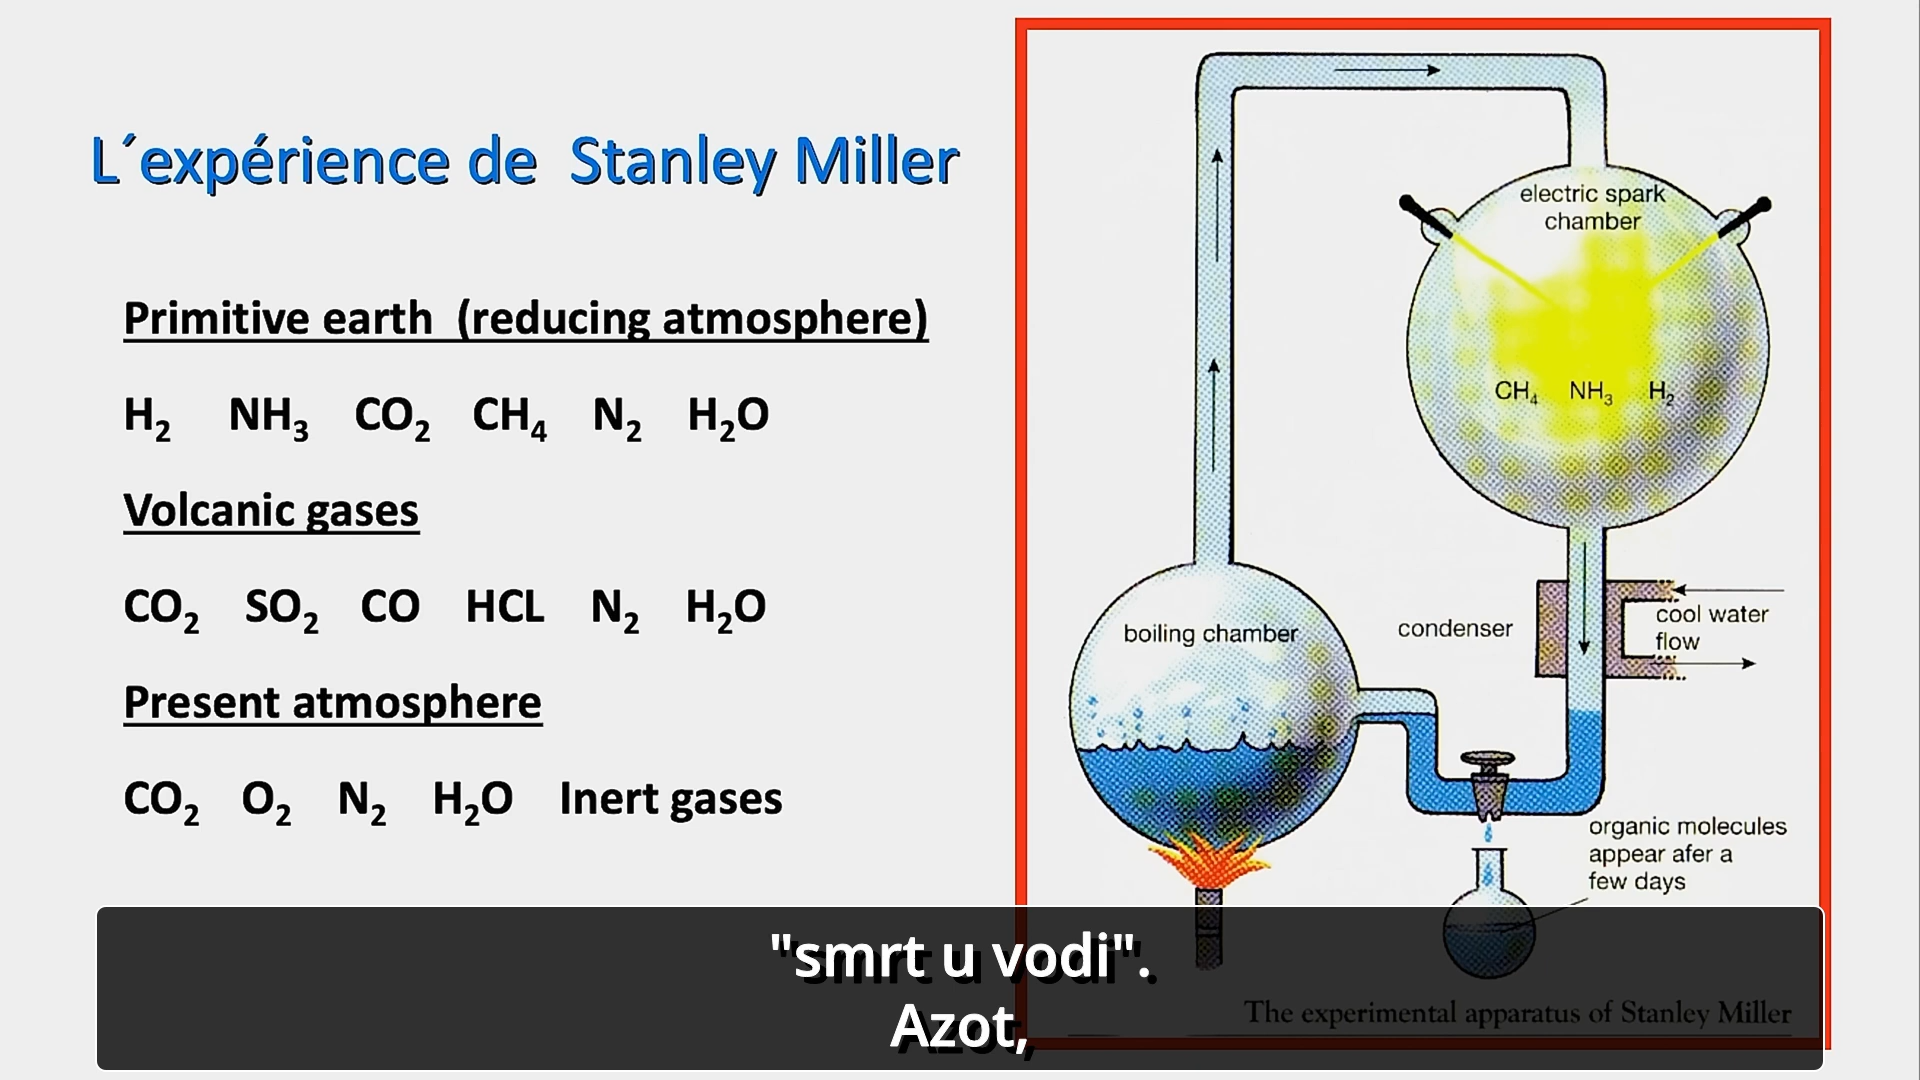 L´expérience de Stanley Miller
Primitive earth (reducing atmosphere)
H₂ NH₃ CO₂ CH₄ N₂ H₂O
Volcanic gases
CO₂ SO₂ CO HCL N₂ H₂O
Present atmosphere
CO₂ O₂ N₂ H₂O Inert gases
electric spark
chamber
CH₄ NH₃ H₂
boiling chamber
condenser
cool water
flow
organic molecules
appear afer a
few days
The experimental apparatus of Stanley Miller
"smrt u vodi".
Azot,